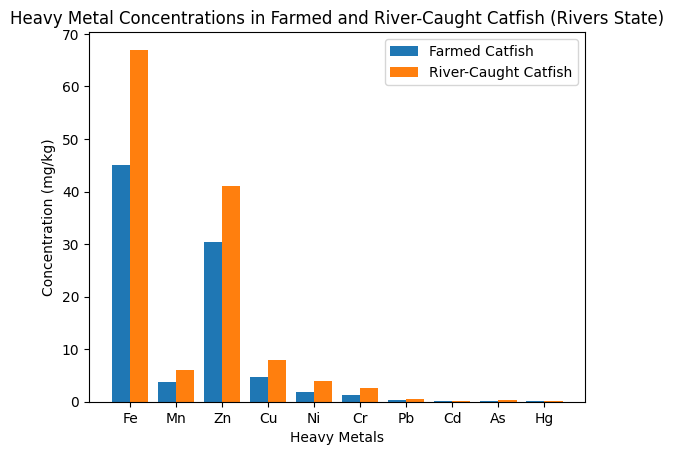 Heavy Metal Concentrations in Farmed and River-Caught Catfish (Rivers State)
70
60
50
40
30
20
10
0
Concentration (mg/kg)
Farmed Catfish
River-Caught Catfish
Fe Mn Zn Cu Ni Cr Pb Cd As Hg
Heavy Metals